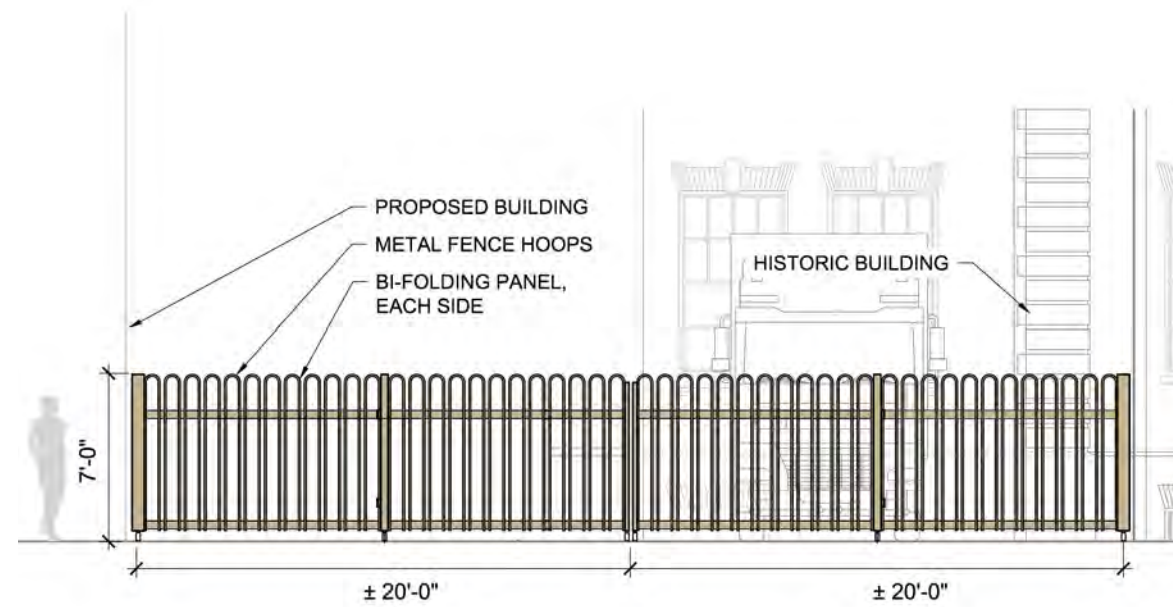 PROPOSED BUILDING
METAL FENCE HOOPS
BI-FOLDING PANEL,
EACH SIDE
HISTORIC BUILDING
7'-0"
± 20'-0"
± 20'-0"